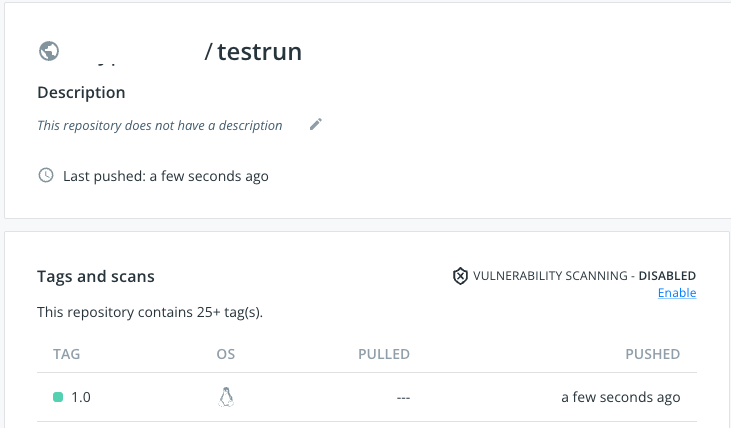 / testrun
Description
This repository does not have a description
Last pushed: a few seconds ago
Tags and scans
VULNERABILITY SCANNING - DISABLED
Enable
This repository contains 25+ tag(s).
TAG OS PULLED PUSHED
1.0 --- a few seconds ago